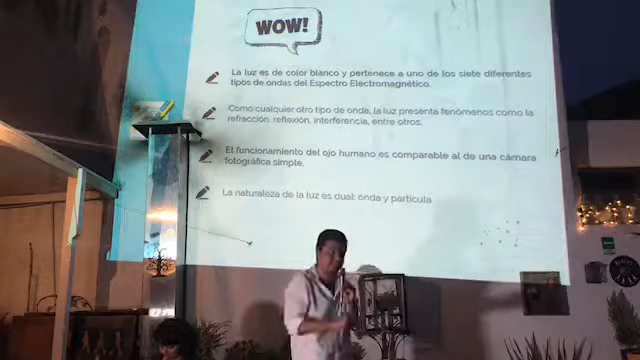 WOW!
La luz es de color blanco y pertenece a uno de los siete diferentes
tipos de ondas del Espectro Electromagnético.
Como cualquier otro tipo de onda, la luz presenta fenómenos como la
refracción, reflexión, interferencia, entre otros.
El funcionamiento del ojo humano es comparable al de una cámara
fotográfica simple.
La naturaleza de la luz es dual: onda y partícula